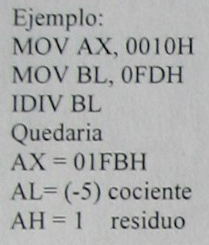 Ejemplo:
MOV AX, 0010H
MOV BL, 0FDH
IDIV BL
Quedaria
AX = 01FBH
AL= (-5) cociente
AH = 1 residuo